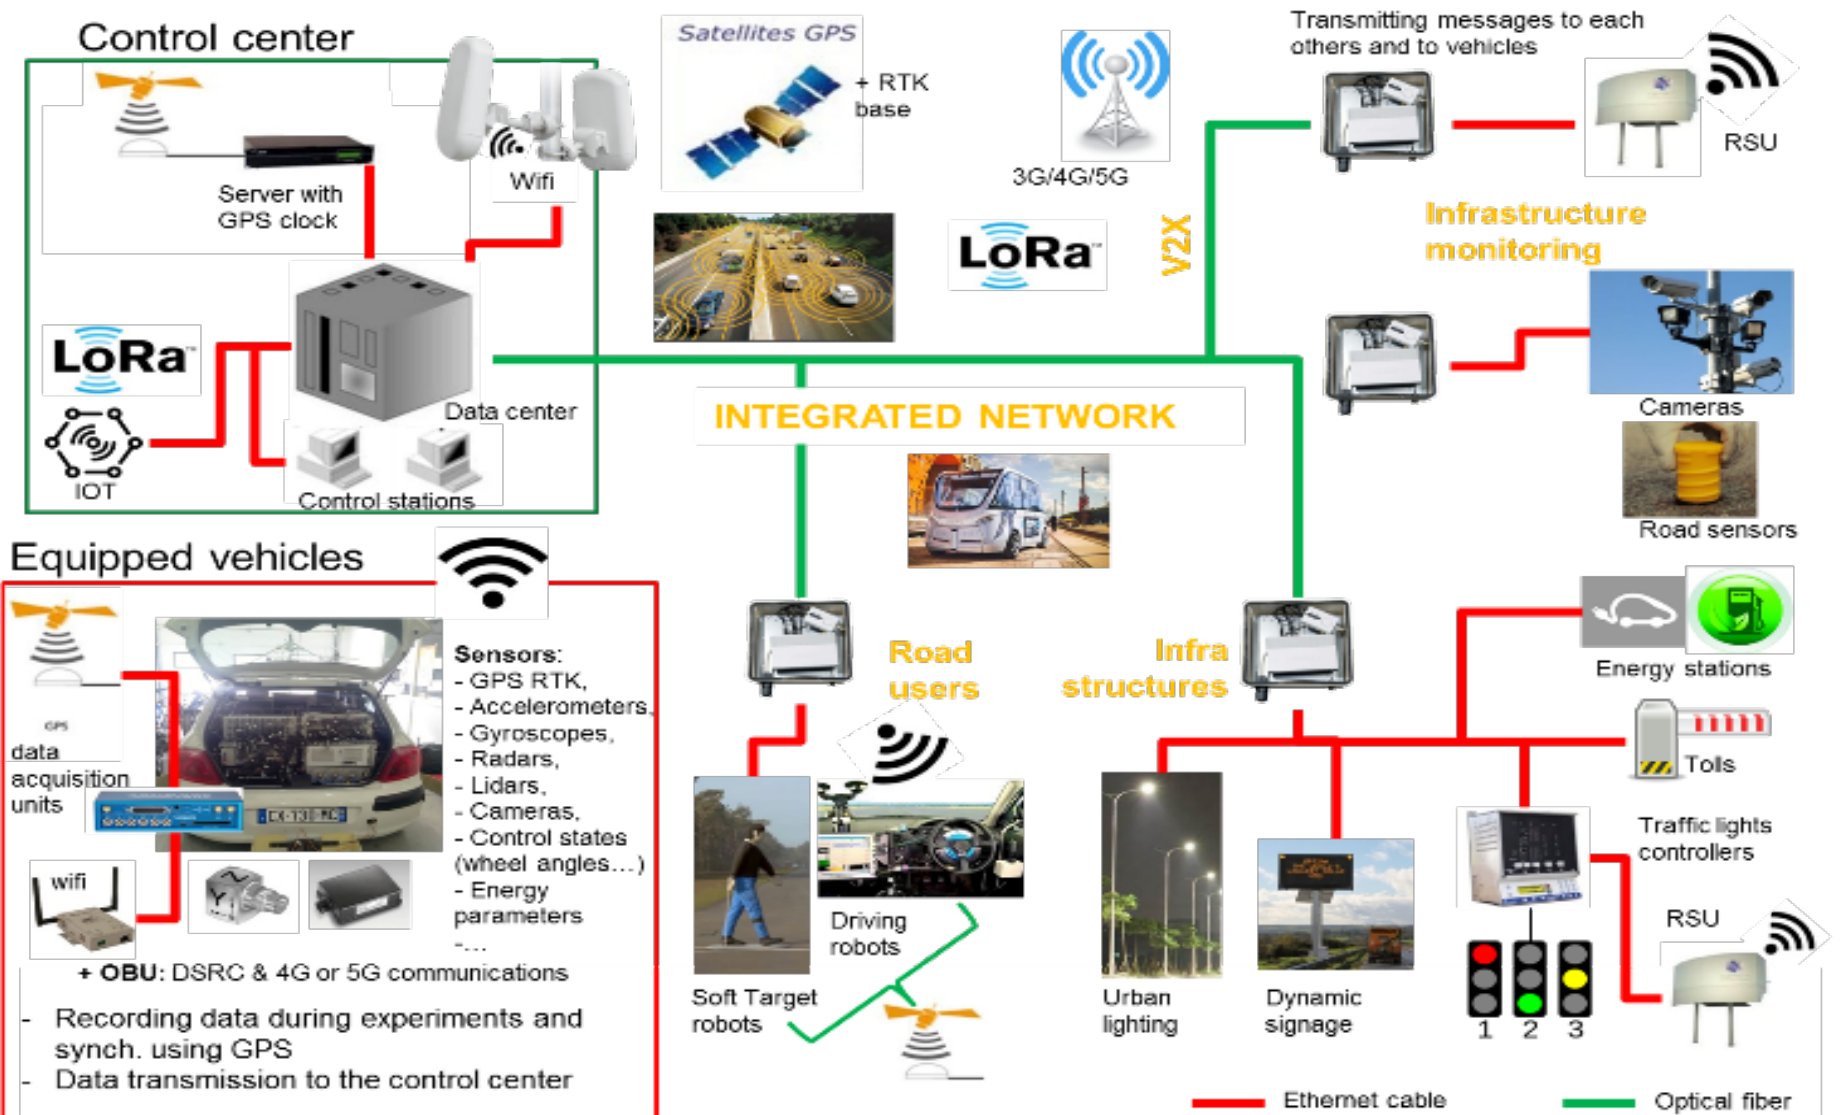 Control center
Server with
GPS clock
Wifi
LoRa
IOT
Data center
Control stations
Satellites GPS
+ RTK
base
3G/4G/5G
LoRa
V2X
Transmitting messages to each
others and to vehicles
RSU
Infrastructure
monitoring
Cameras
Road sensors
INTEGRATED NETWORK
Equipped vehicles
GPS
data
acquisition
units
wifi
Sensors:
- GPS RTK,
- Accelerometers,
- Gyroscopes,
- Radars,
- Lidars,
- Cameras,
- Control states
(wheel angles...)
- Energy
parameters
-...
+ OBU: DSRC & 4G or 5G communications
- Recording data during experiments and
synch. using GPS
- Data transmission to the control center
Road
users
Driving
robots
Soft Target
robots
Infra
structures
Energy stations
Tolls
Traffic lights
controllers
RSU
Urban
lighting
Dynamic
signage
1 2 3
Ethernet cable
Optical fiber